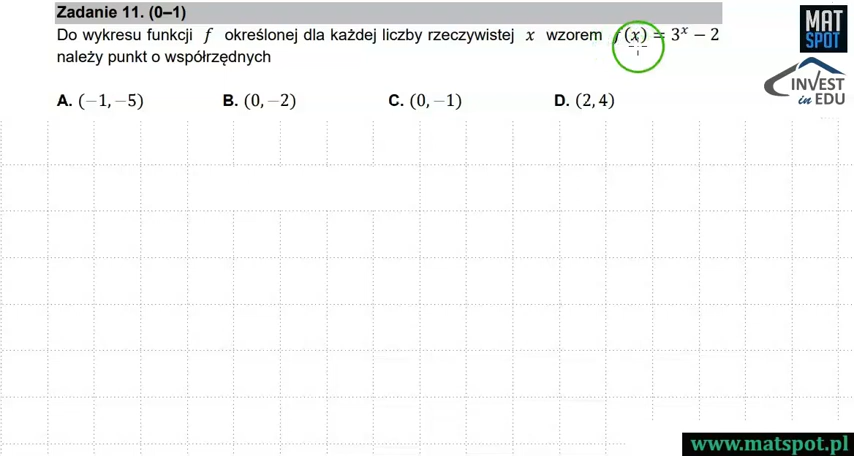 Zadanie 11. (0–1)
Do wykresu funkcji f określonej dla każdej liczby rzeczywistej x wzorem f(x) = 3ˣ − 2
należy punkt o współrzędnych
A. (−1, −5) B. (0, −2) C. (0, −1) D. (2, 4)
MAT
SPOT
INVEST
in EDU
www.matspot.pl